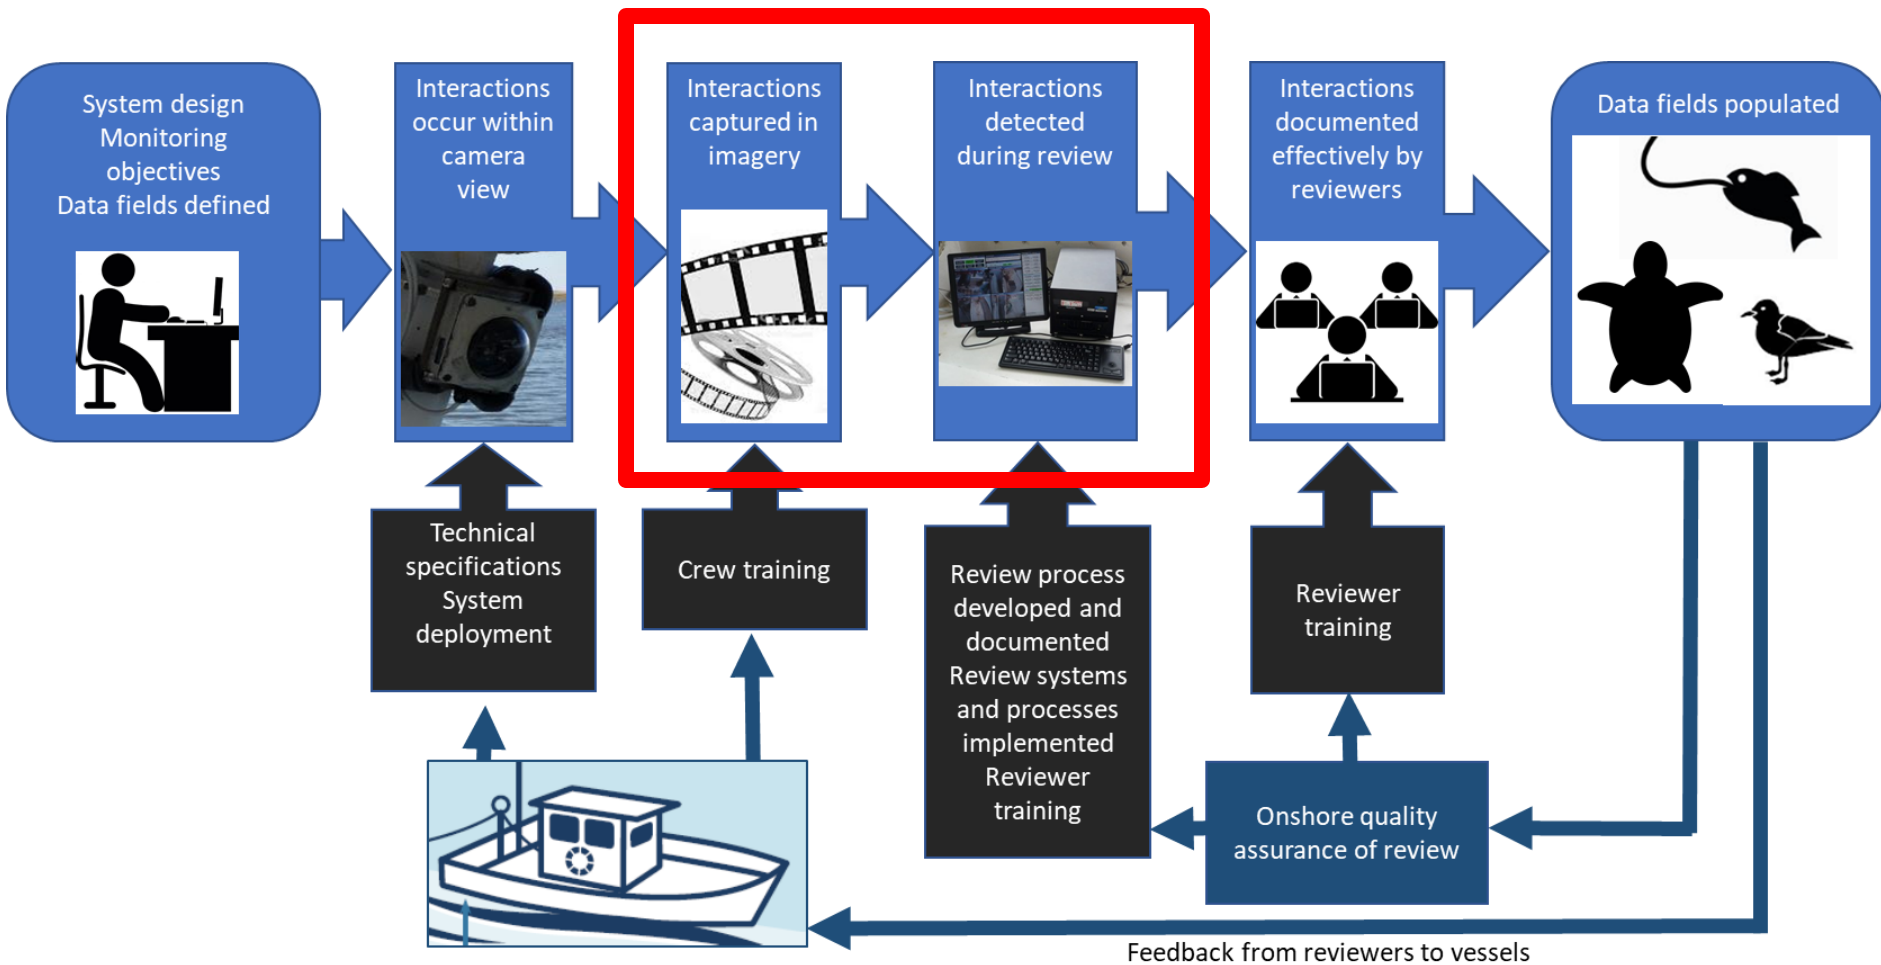 System design
Monitoring
objectives
Data fields defined
Interactions
occur within
camera
view
Interactions
captured in
imagery
Interactions
detected
during review
Interactions
documented
effectively by
reviewers
Data fields populated
Technical
specifications
System
deployment
Crew training
Review process
developed and
documented
Review systems
and processes
implemented
Reviewer
training
Reviewer
training
Onshore quality
assurance of review
Feedback from reviewers to vessels